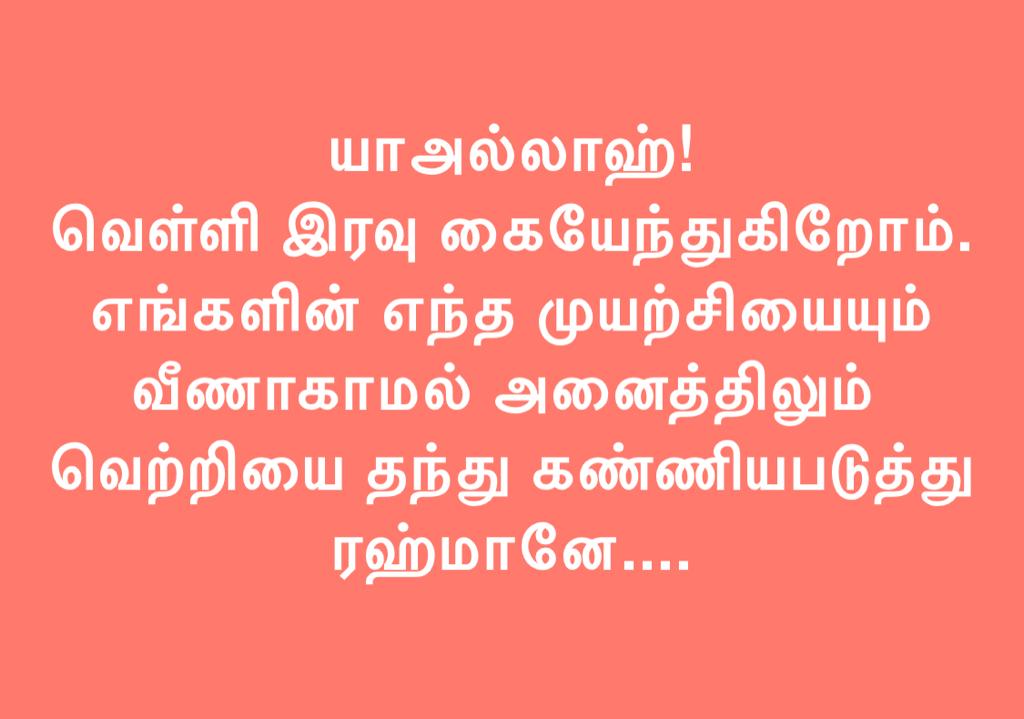 யாஅல்லாஹ்!
வெள்ளி இரவு கையேந்துகிறோம்.
எங்களின் எந்த முயற்சியையும்
வீணாகாமல் அனைத்திலும்
வெற்றியை தந்து கண்ணியபடுத்து
ரஹ்மானே....